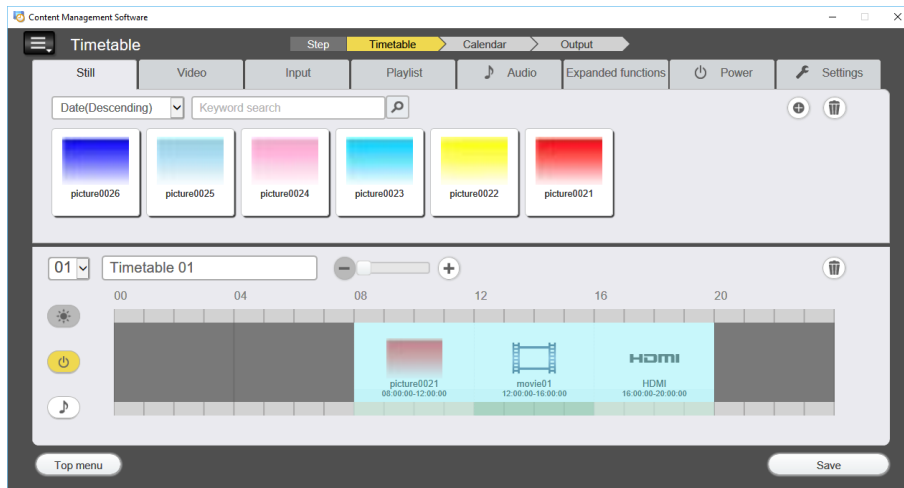 Content Management Software
Timetable
Step Timetable Calendar Output
Still Video Input Playlist Audio Expanded functions Power Settings
Date(Descending) Keyword search
picture0026 picture0025 picture0024 picture0023 picture0022 picture0021
01 Timetable 01
00 04 08 12 16 20
HDMI
picture0021 movie01 HDMI
08:00:00-12:00:00 12:00:00-16:00:00 16:00:00-20:00:00
Top menu Save